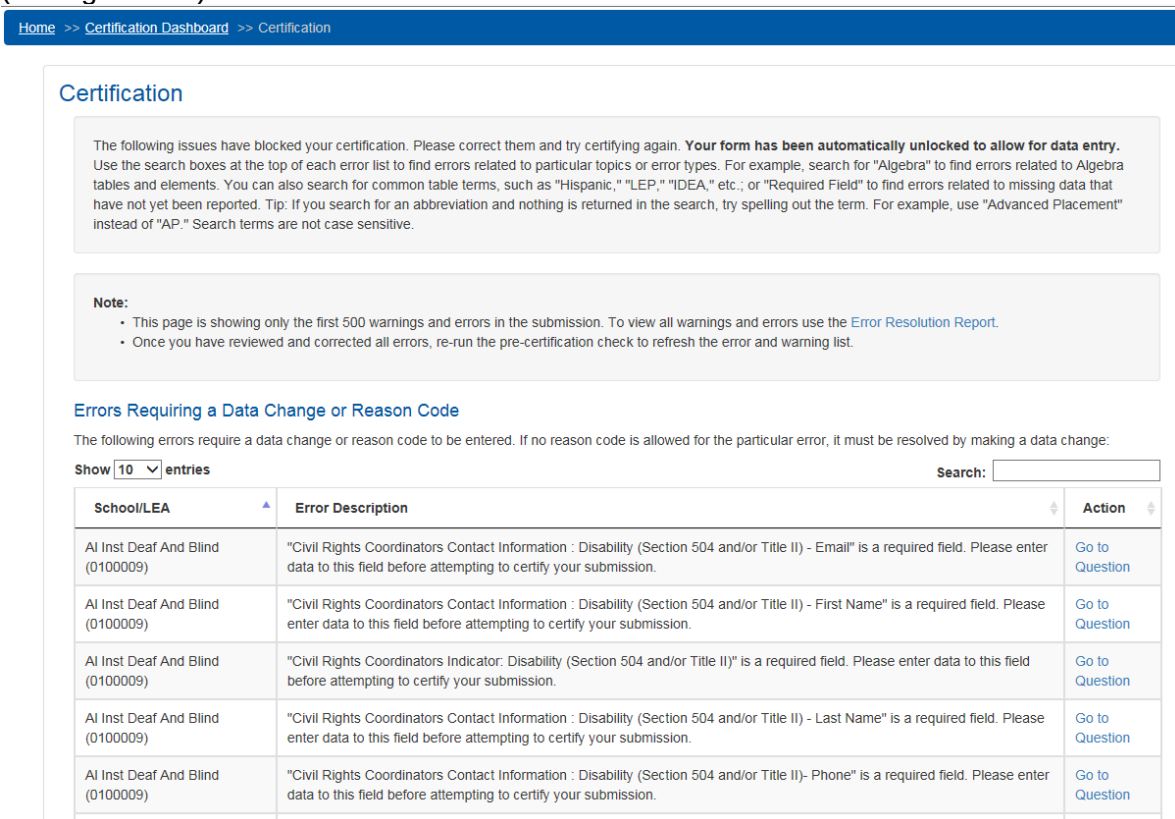 Home >> Certification Dashboard >> Certification
Certification
The following issues have blocked your certification. Please correct them and try certifying again. Your form has been automatically unlocked to allow for data entry.
Use the search boxes at the top of each error list to find errors related to particular topics or error types. For example, search for "Algebra" to find errors related to Algebra
tables and elements. You can also search for common table terms, such as "Hispanic," "LEP," "IDEA," etc.; or "Required Field" to find errors related to missing data that
have not yet been reported. Tip: If you search for an abbreviation and nothing is returned in the search, try spelling out the term. For example, use "Advanced Placement"
instead of "AP." Search terms are not case sensitive.
Note:
• This page is showing only the first 500 warnings and errors in the submission. To view all warnings and errors use the Error Resolution Report.
• Once you have reviewed and corrected all errors, re-run the pre-certification check to refresh the error and warning list.
Errors Requiring a Data Change or Reason Code
The following errors require a data change or reason code to be entered. If no reason code is allowed for the particular error, it must be resolved by making a data change:
Show 10 entries Search:
School/LEA Error Description Action
Al Inst Deaf And Blind "Civil Rights Coordinators Contact Information : Disability (Section 504 and/or Title II) - Email" is a required field. Please enter Go to
(0100009) data to this field before attempting to certify your submission. Question
Al Inst Deaf And Blind "Civil Rights Coordinators Contact Information : Disability (Section 504 and/or Title II) - First Name" is a required field. Please Go to
(0100009) enter data to this field before attempting to certify your submission. Question
Al Inst Deaf And Blind "Civil Rights Coordinators Indicator: Disability (Section 504 and/or Title II)" is a required field. Please enter data to this field Go to
(0100009) before attempting to certify your submission. Question
Al Inst Deaf And Blind "Civil Rights Coordinators Contact Information : Disability (Section 504 and/or Title II) - Last Name" is a required field. Please Go to
(0100009) enter data to this field before attempting to certify your submission. Question
Al Inst Deaf And Blind "Civil Rights Coordinators Contact Information : Disability (Section 504 and/or Title II)- Phone" is a required field. Please enter Go to
(0100009) data to this field before attempting to certify your submission. Question